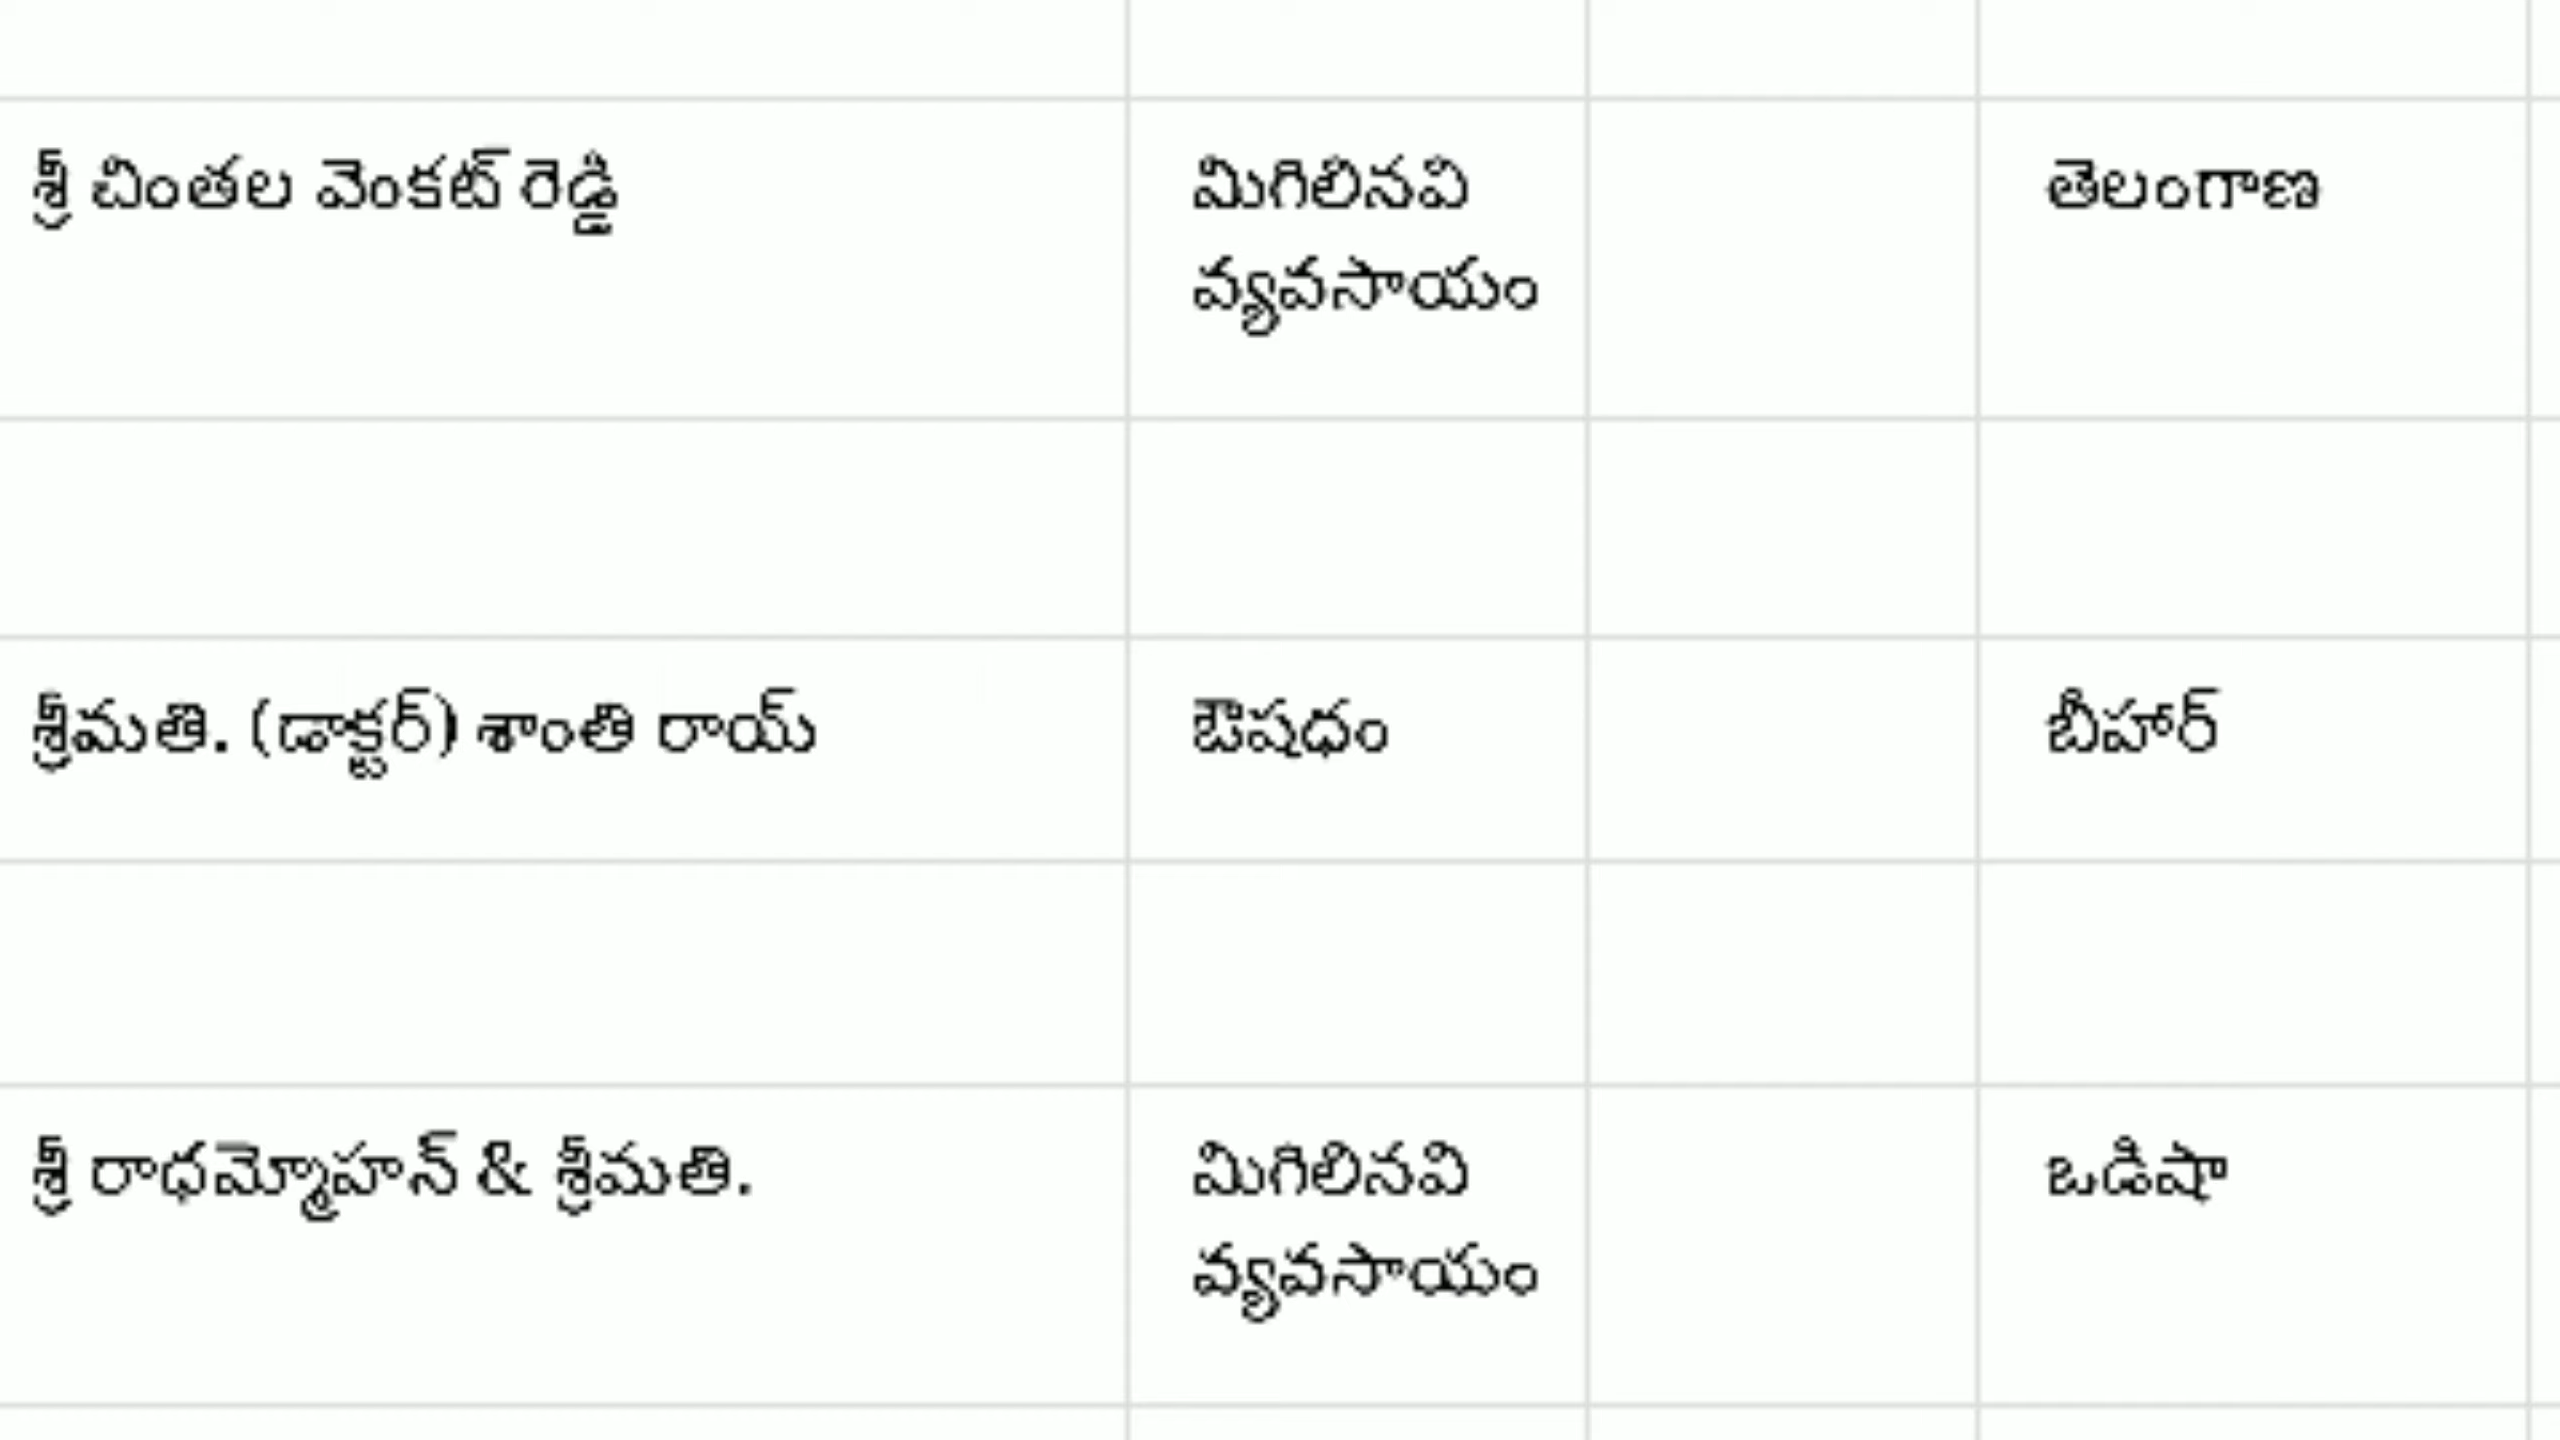 శ్రీ చింతల వెంకట్ రెడ్డి మిగిలినవి తెలంగాణ
వ్యవసాయం
శ్రీమతి. (డాక్టర్) శాంతి రాయ్ ఔషధం బీహార్
శ్రీ రాధమ్మోహన్ & శ్రీమతి. మిగిలినవి ఒడిషా
వ్యవసాయం